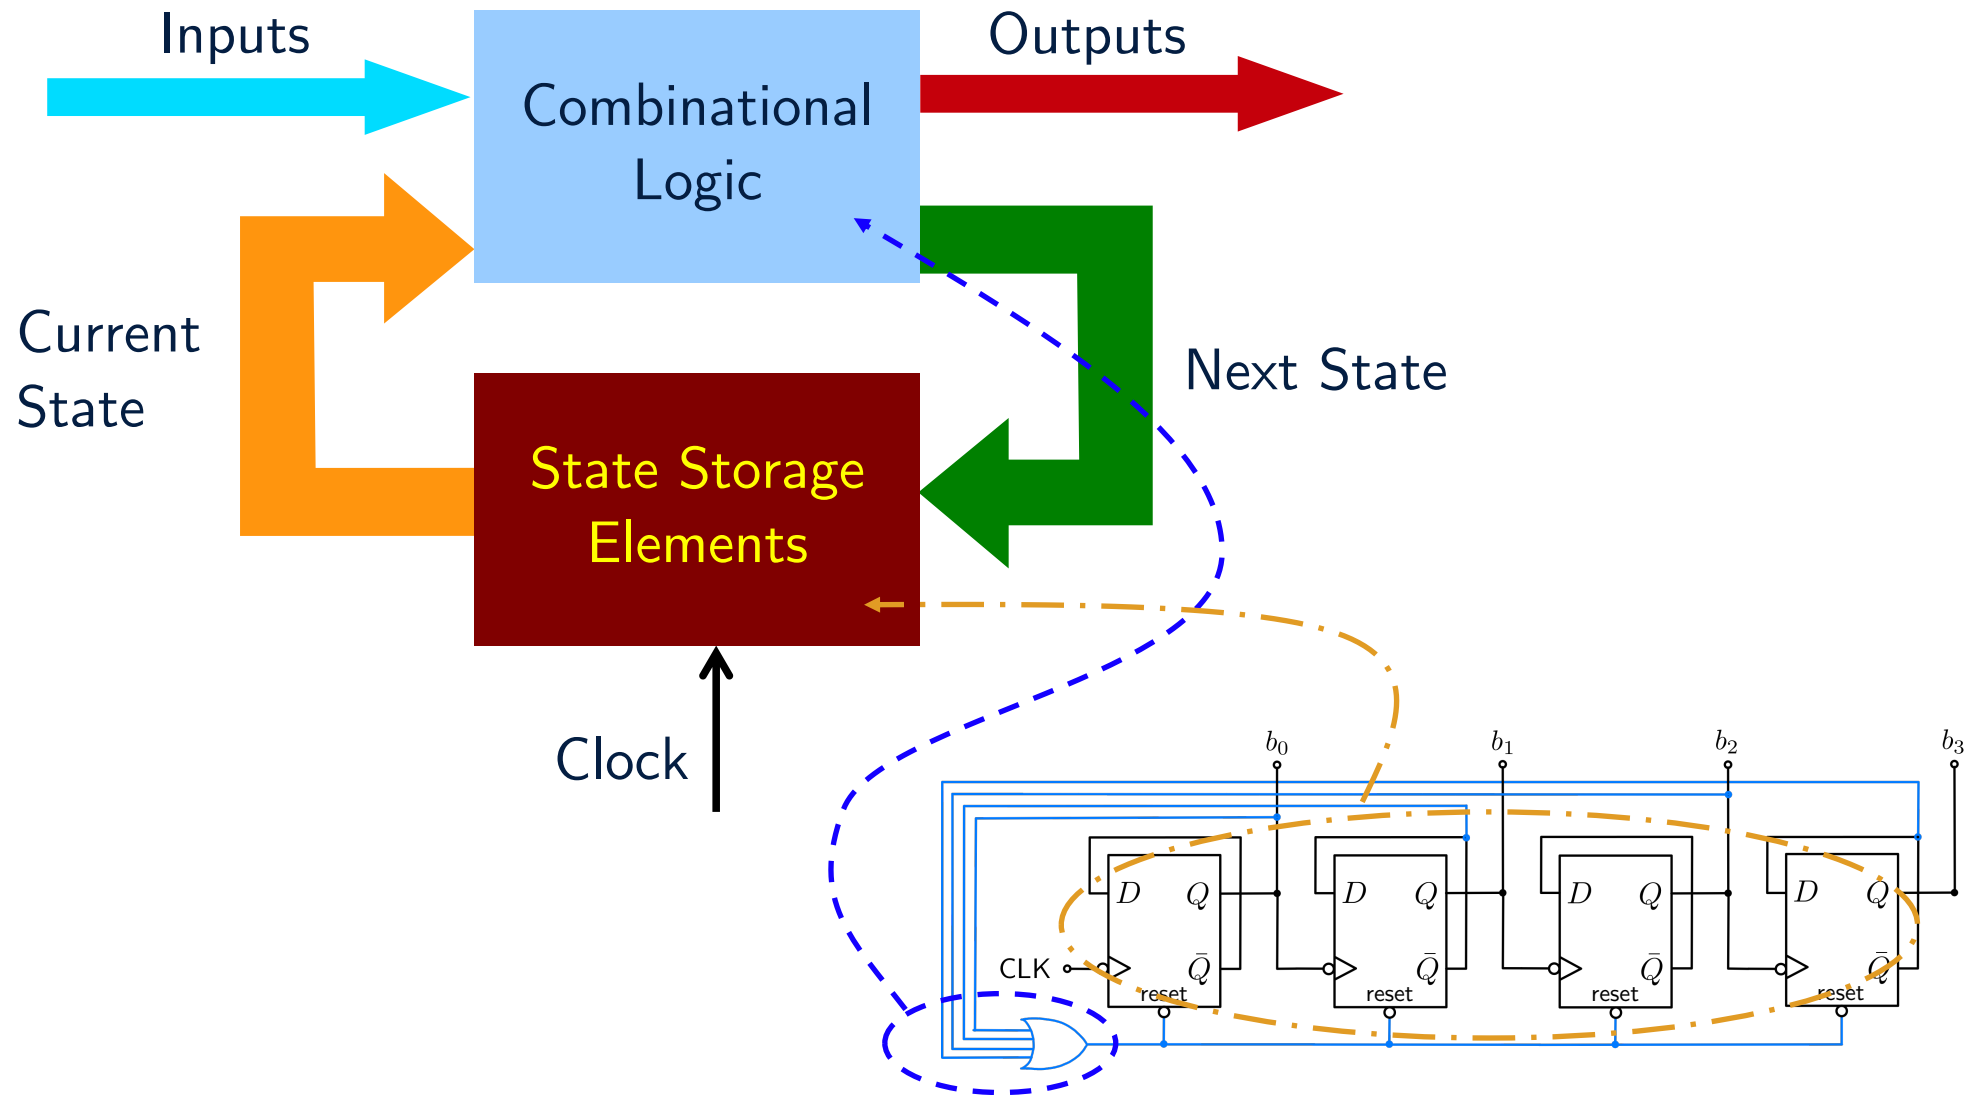 Inputs
Outputs
Combinational
Logic
Current
State
Next State
State Storage
Elements
Clock
b₀
b₁
b₂
b₃
D Q
D Q
D Q
D Q
CLK
Q̄
Q̄
Q̄
Q̄
reset
reset
reset
reset